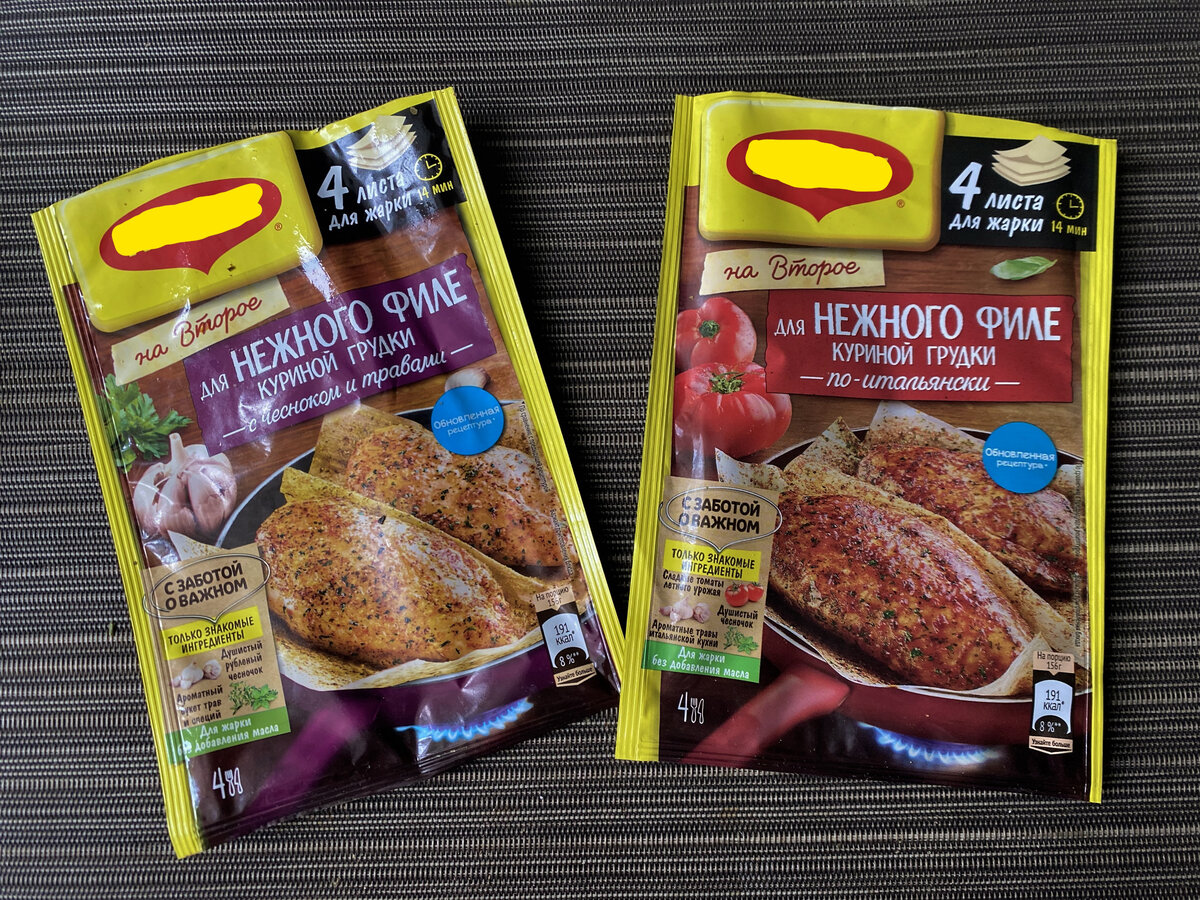 4 листа
для жарки
14 мин
®
на Второе
для НЕЖНОГО ФИЛЕ
КУРИНОЙ ГРУДКИ
— с чесноком и травами —
Обновленная
рецептура*
С ЗАБОТОЙ
О ВАЖНОМ
ТОЛЬКО ЗНАКОМЫЕ
ИНГРЕДИЕНТЫ
Душистый
рубленый
чесночок
Ароматный
букет трав
и специй
Для жарки
добавления масла
На порцию
156г
191
ккал*
8%**
Узнайте больше
4
4 листа
для жарки
14 мин
®
на Второе
для НЕЖНОГО ФИЛЕ
КУРИНОЙ ГРУДКИ
— по-итальянски —
Обновленная
рецептура*
С ЗАБОТОЙ
О ВАЖНОМ
ТОЛЬКО ЗНАКОМЫЕ
ИНГРЕДИЕНТЫ
Сладкие томаты
летнего урожая
Душистый
чесночок
Ароматные травы
итальянской кухни
Для жарки
без добавления масла
На порцию
156г
191
ккал*
8%**
Узнайте больше
4